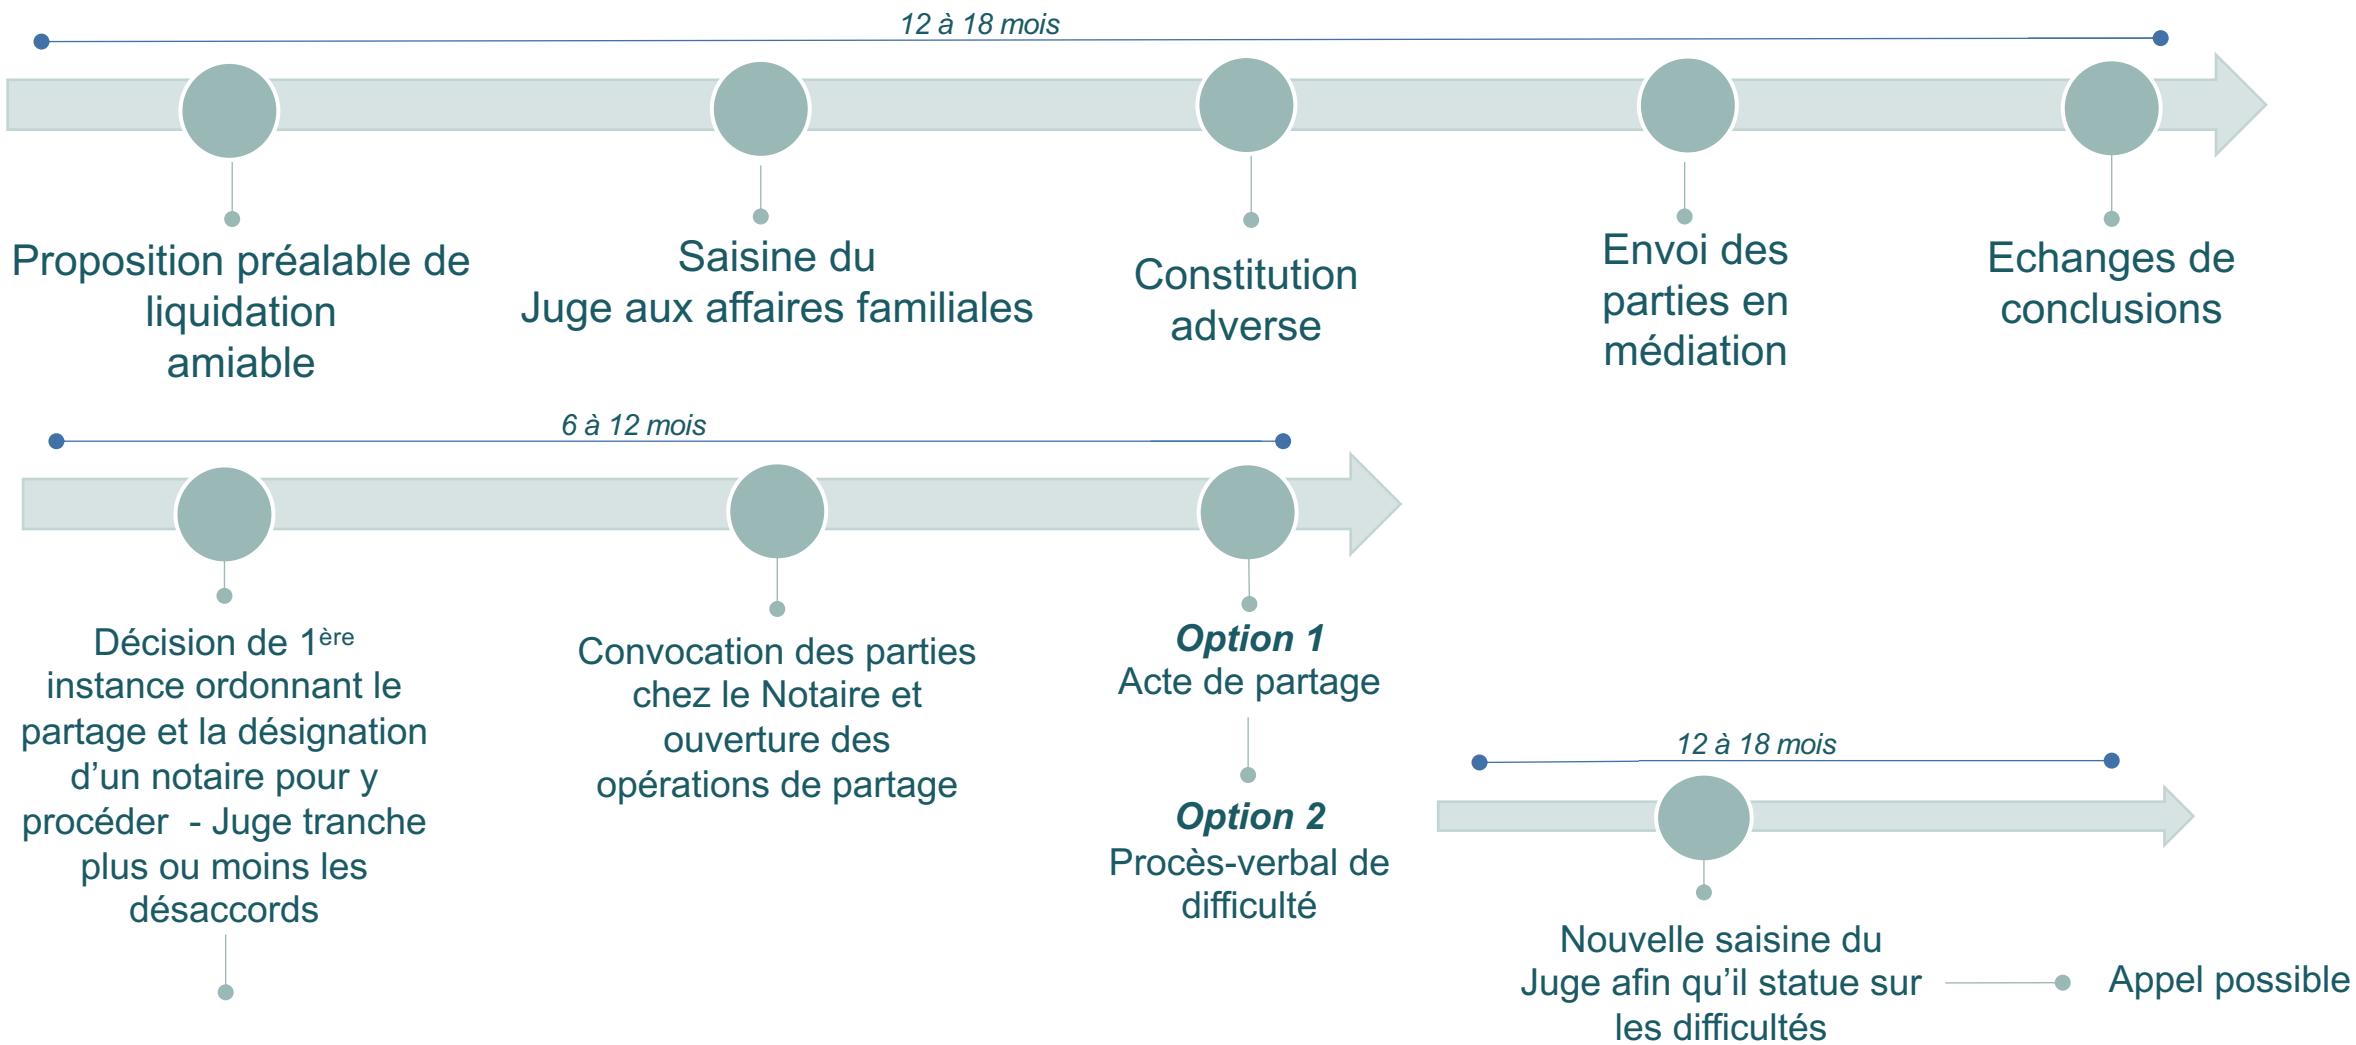 12 à 18 mois
Proposition préalable de
liquidation
amiable
Saisine du
Juge aux affaires familiales
Constitution
adverse
Envoi des
parties en
médiation
Echanges de
conclusions
6 à 12 mois
Décision de 1ère
instance ordonnant le
partage et la désignation
d’un notaire pour y
procéder - Juge tranche
plus ou moins les
désaccords
Convocation des parties
chez le Notaire et
ouverture des
opérations de partage
Option 1
Acte de partage
Option 2
Procès-verbal de
difficulté
12 à 18 mois
Nouvelle saisine du
Juge afin qu’il statue sur
les difficultés
Appel possible